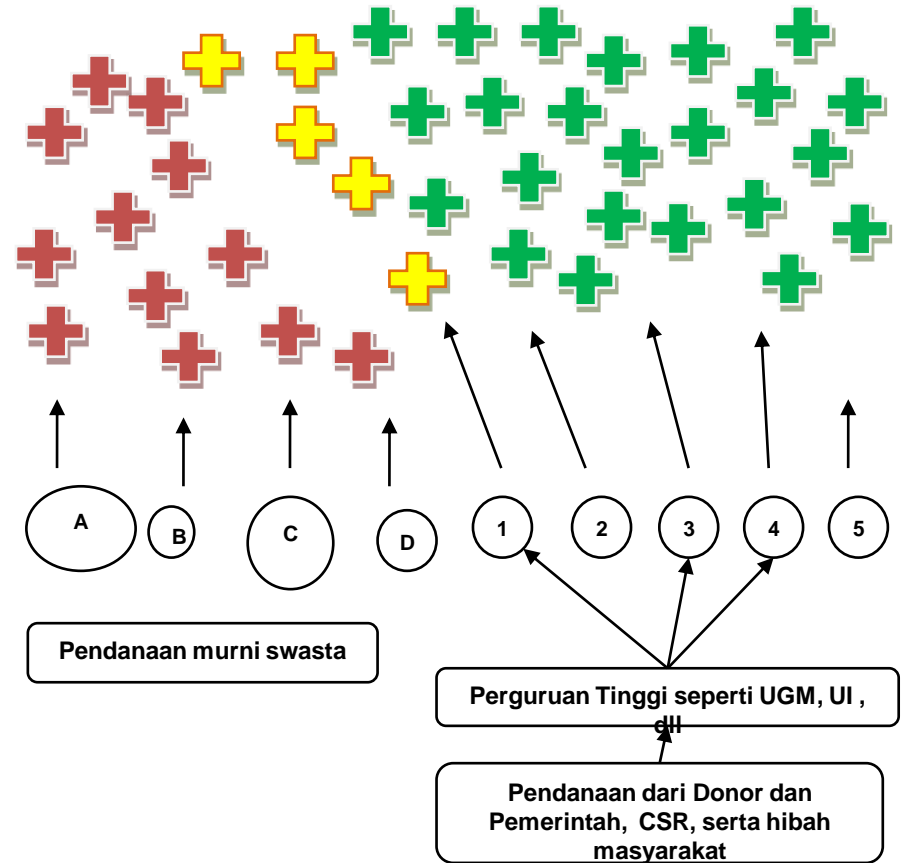 A
B
C
D
1
2
3
4
5
Pendanaan murni swasta
Perguruan Tinggi seperti UGM, UI ,
dll
Pendanaan dari Donor dan
Pemerintah, CSR, serta hibah
masyarakat